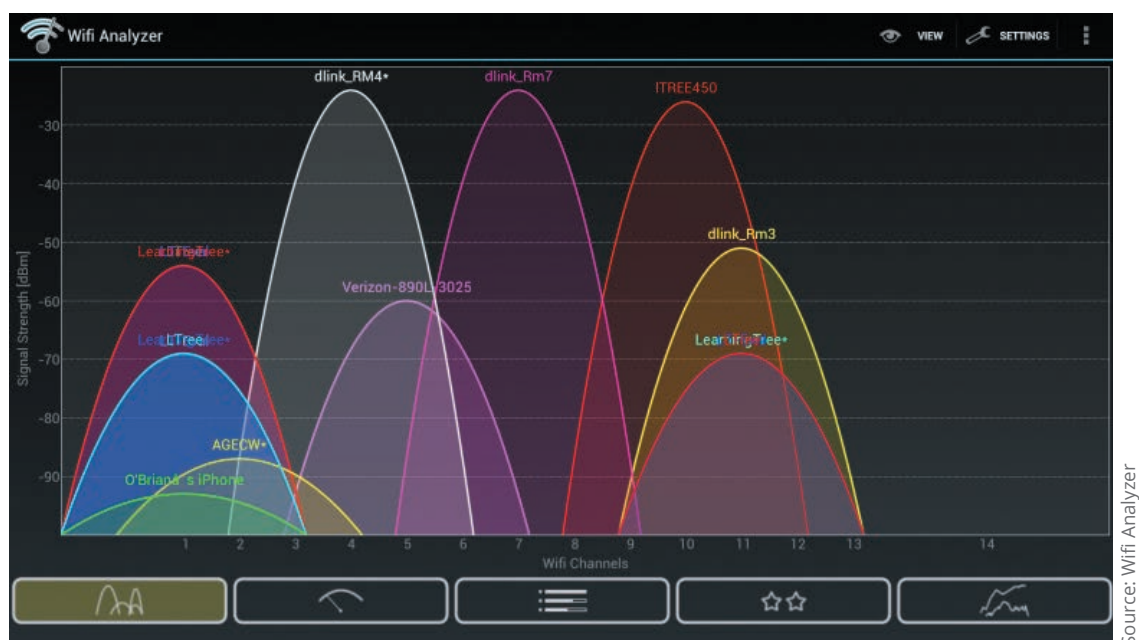 Wifi Analyzer
VIEW
SETTINGS
dlink_RM4*
dlink_Rm7
ITREE450
-30
-40
-50
-60
-70
-80
-90
Signal Strength [dBm]
dlink_Rm3
Verizon-890L-3025
LearningTree*
AGECW*
O'Brianâ s iPhone
1 2 3 4 5 6 7 8 9 10 11 12 13 14
Wifi Channels
Source: Wifi Analyzer